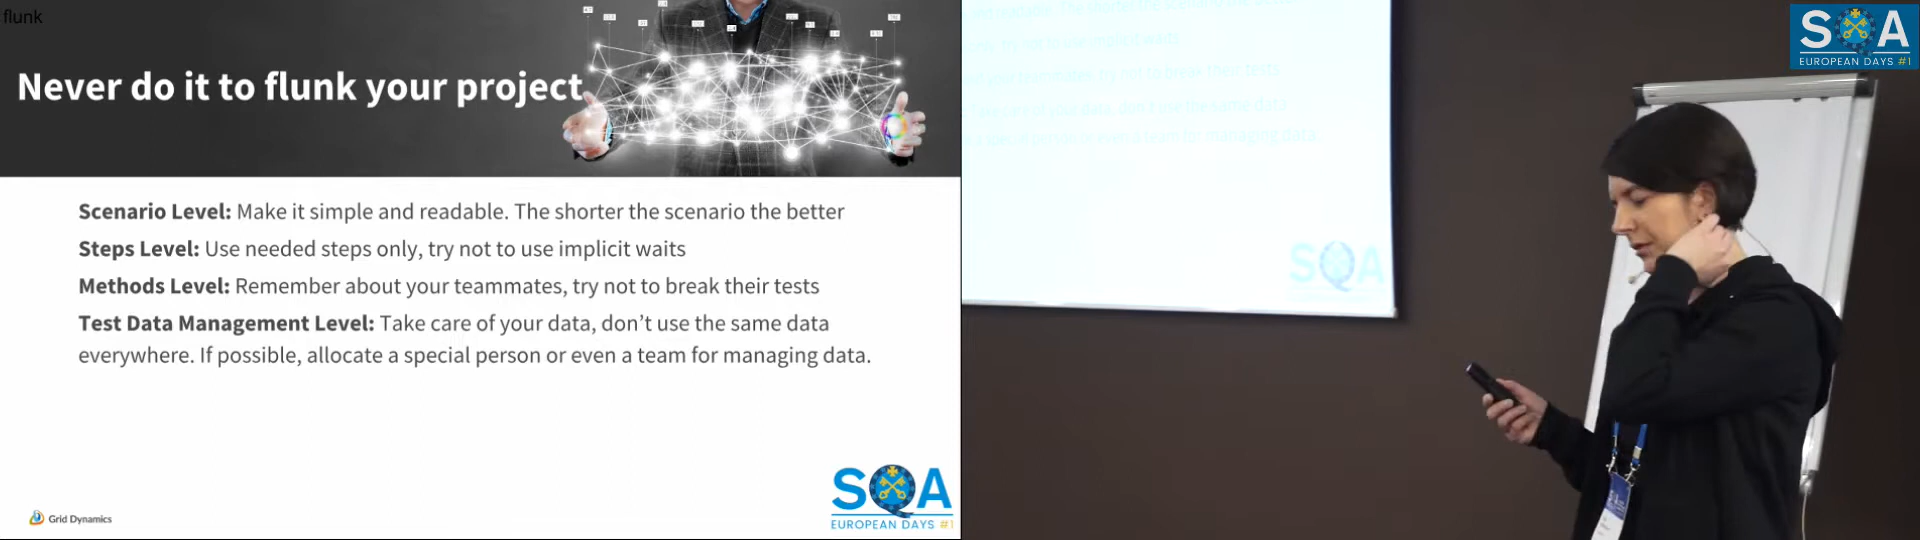 flunk
Never do it to flunk your project
Scenario Level: Make it simple and readable. The shorter the scenario the better
Steps Level: Use needed steps only, try not to use implicit waits
Methods Level: Remember about your teammates, try not to break their tests
Test Data Management Level: Take care of your data, don't use the same data
everywhere. If possible, allocate a special person or even a team for managing data.
Grid Dynamics
SQA
EUROPEAN DAYS #1
SQA
SQA
EUROPEAN DAYS #1